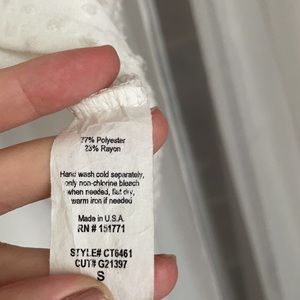 77% Polyester
23% Rayon
Hand wash cold separately,
only non-chlorine bleach
when needed, flat dry,
warm iron if needed
Made in U.S.A.
RN # 151771
STYLE# CT6461
CUT# G21397
S